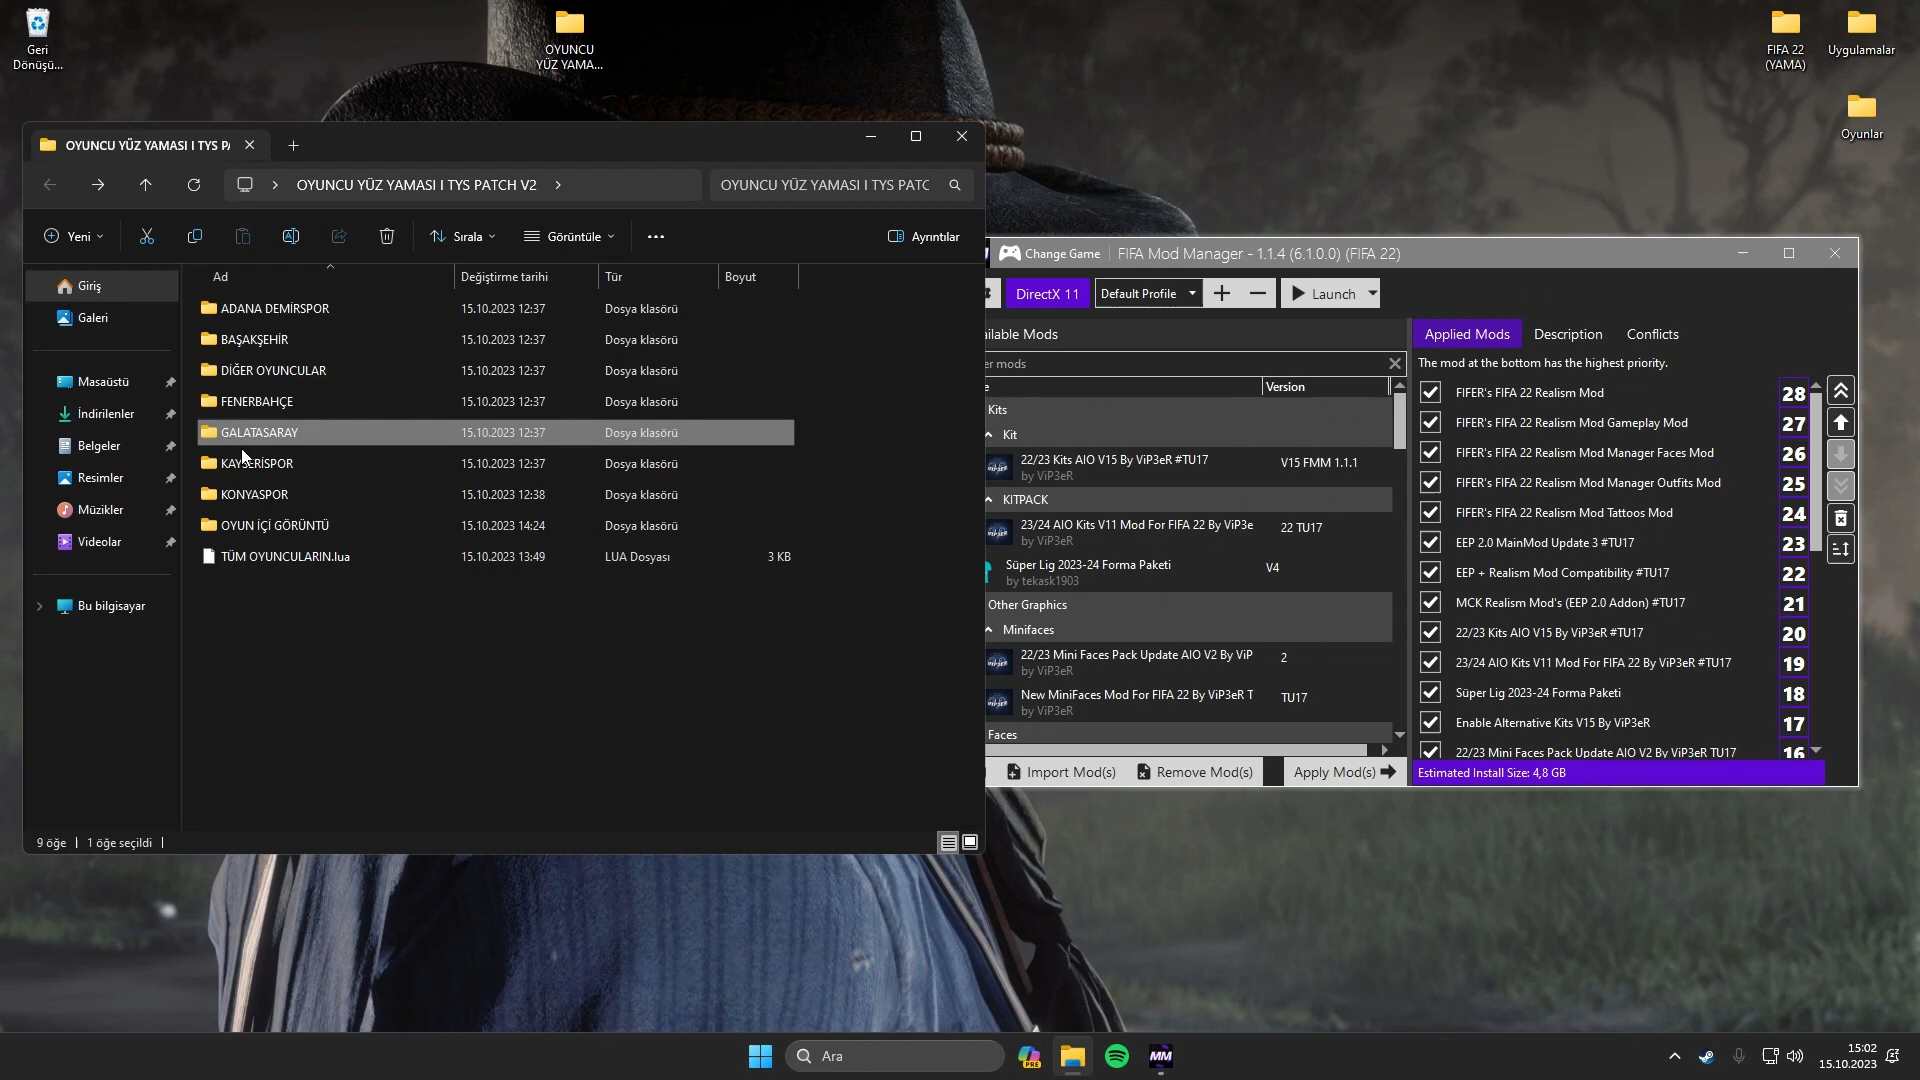 Geri
Dönüşü...
OYUNCU
YÜZ YAMA...
FIFA 22
(YAMA)
Uygulamalar
Oyunlar
OYUNCU YÜZ YAMASI I TYS P
OYUNCU YÜZ YAMASI I TYS PATCH V2
OYUNCU YÜZ YAMASI I TYS PATC
Yeni
Sırala
Görüntüle
Ayrıntılar
Giriş
Galeri
Masaüstü
İndirilenler
Belgeler
Resimler
Müzikler
Videolar
Bu bilgisayar
Ad Değiştirme tarihi Tür Boyut
ADANA DEMİRSPOR 15.10.2023 12:37 Dosya klasörü
BAŞAKŞEHİR 15.10.2023 12:37 Dosya klasörü
DİĞER OYUNCULAR 15.10.2023 12:37 Dosya klasörü
FENERBAHÇE 15.10.2023 12:37 Dosya klasörü
GALATASARAY 15.10.2023 12:37 Dosya klasörü
KAYSERİSPOR 15.10.2023 12:37 Dosya klasörü
KONYASPOR 15.10.2023 12:38 Dosya klasörü
OYUN İÇİ GÖRÜNTÜ 15.10.2023 14:24 Dosya klasörü
TÜM OYUNCULARIN.lua 15.10.2023 13:49 LUA Dosyası 3 KB
9 öğe 1 öğe seçildi
Change Game FIFA Mod Manager - 1.1.4 (6.1.0.0) (FIFA 22)
DirectX 11 Default Profile Launch
ilable Mods
er mods
e Version
Kits
Kit
22/23 Kits AIO V15 By ViP3eR #TU17 V15 FMM 1.1.1
by ViP3eR
KITPACK
23/24 AIO Kits V11 Mod For FIFA 22 By ViP3e 22 TU17
by ViP3eR
Süper Lig 2023-24 Forma Paketi V4
by tekask1903
Other Graphics
Minifaces
22/23 Mini Faces Pack Update AIO V2 By ViP 2
by ViP3eR
New MiniFaces Mod For FIFA 22 By ViP3eR T TU17
by ViP3eR
Faces
Import Mod(s) Remove Mod(s) Apply Mod(s)
Applied Mods Description Conflicts
The mod at the bottom has the highest priority.
FIFER's FIFA 22 Realism Mod 28
FIFER's FIFA 22 Realism Mod Gameplay Mod 27
FIFER's FIFA 22 Realism Mod Manager Faces Mod 26
FIFER's FIFA 22 Realism Mod Manager Outfits Mod 25
FIFER's FIFA 22 Realism Mod Tattoos Mod 24
EEP 2.0 MainMod Update 3 #TU17 23
EEP + Realism Mod Compatibility #TU17 22
MCK Realism Mod's (EEP 2.0 Addon) #TU17 21
22/23 Kits AIO V15 By ViP3eR #TU17 20
23/24 AIO Kits V11 Mod For FIFA 22 By ViP3eR #TU17 19
Süper Lig 2023-24 Forma Paketi 18
Enable Alternative Kits V15 By ViP3eR 17
22/23 Mini Faces Pack Update AIO V2 By ViP3eR TU17 16
Estimated Install Size: 4,8 GB
Ara
PRE
MM
15:02
15.10.2023